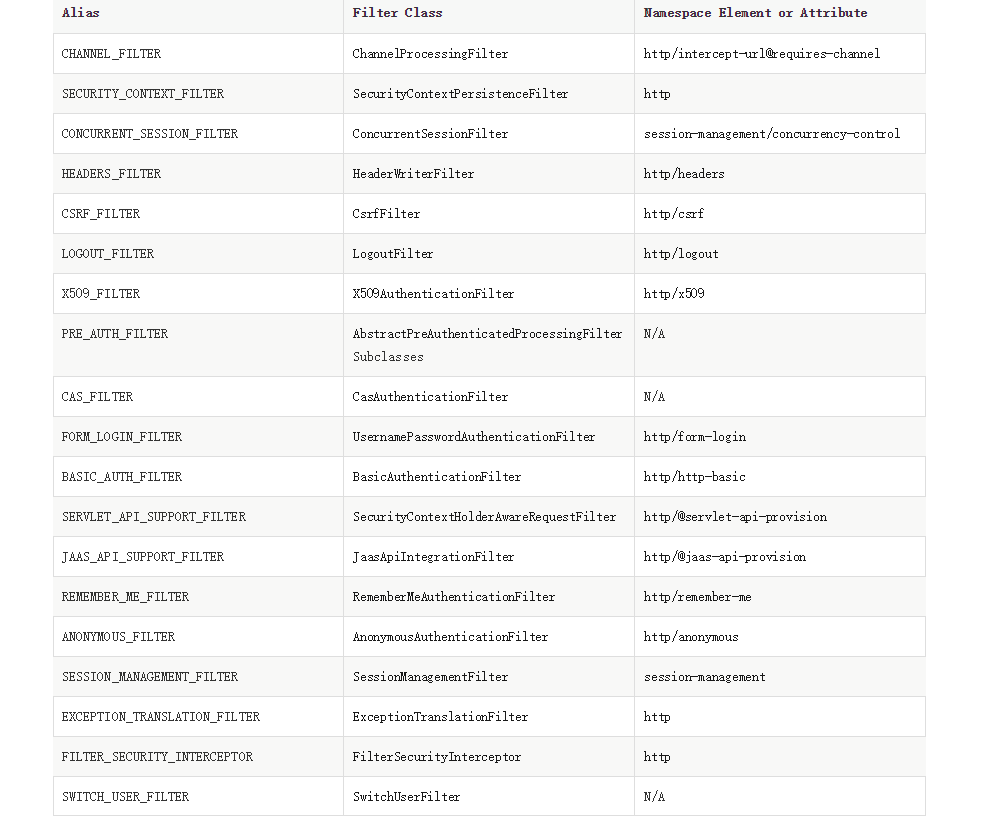 Alias Filter Class Namespace Element or Attribute
CHANNEL_FILTER ChannelProcessingFilter http/intercept-url@requires-channel
SECURITY_CONTEXT_FILTER SecurityContextPersistenceFilter http
CONCURRENT_SESSION_FILTER ConcurrentSessionFilter session-management/concurrency-control
HEADERS_FILTER HeaderWriterFilter http/headers
CSRF_FILTER CsrfFilter http/csrf
LOGOUT_FILTER LogoutFilter http/logout
X509_FILTER X509AuthenticationFilter http/x509
PRE_AUTH_FILTER AbstractPreAuthenticatedProcessingFilter N/A
Subclasses
CAS_FILTER CasAuthenticationFilter N/A
FORM_LOGIN_FILTER UsernamePasswordAuthenticationFilter http/form-login
BASIC_AUTH_FILTER BasicAuthenticationFilter http/http-basic
SERVLET_API_SUPPORT_FILTER SecurityContextHolderAwareRequestFilter http/@servlet-api-provision
JAAS_API_SUPPORT_FILTER JaasApiIntegrationFilter http/@jaas-api-provision
REMEMBER_ME_FILTER RememberMeAuthenticationFilter http/remember-me
ANONYMOUS_FILTER AnonymousAuthenticationFilter http/anonymous
SESSION_MANAGEMENT_FILTER SessionManagementFilter session-management
EXCEPTION_TRANSLATION_FILTER ExceptionTranslationFilter http
FILTER_SECURITY_INTERCEPTOR FilterSecurityInterceptor http
SWITCH_USER_FILTER SwitchUserFilter N/A